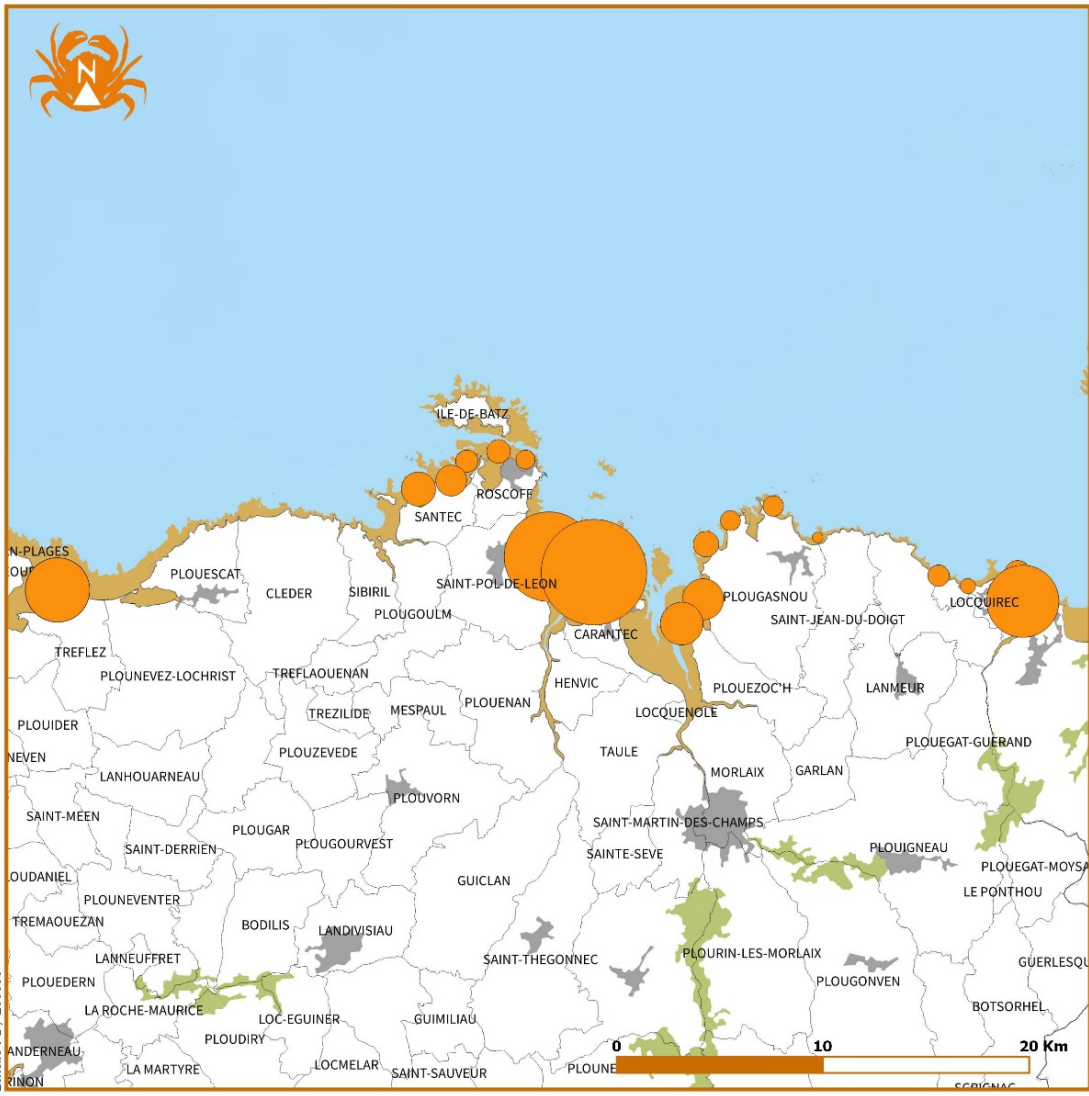 N
ILE-DE-BATZ
ROSCOFF
SANTEC
N-PLAGES
PLOUESCAT
CLEDER
SIBIRIL
SAINT-POL-DE-LEON
PLOUGOULM
PLOUGASNOU
LOCQUIREC
SAINT-JEAN-DU-DOIGT
CARANTEC
TREFLEZ
PLOUNEVEZ-LOCHRIST
TREFLAOUENAN
HENVIC
PLOUEZOC'H
LANMEUR
PLOUENAN
MESPAUL
TREZILIDE
LOCQUENOLE
PLOUIDER
PLOUZEVEDE
TAULE
PLOUEGAT-GUERAND
NEVEN
LANHOUARNEAU
MORLAIX
GARLAN
PLOUVORN
SAINT-MEEN
SAINT-MARTIN-DES-CHAMPS
PLOUGAR
PLOUGOURVEST
SAINT-DERRIEN
SAINTE-SEVE
PLOUIGNEAU
PLOUEGAT-MOYSA
OUDANIEL
GUICLAN
LE PONTHOU
PLOUNEVENTER
TREMAOUEZAN
BODILIS
LANDIVISIAU
LANNEUFFRET
SAINT-THEGONNEC
PLOURIN-LES-MORLAIX
GUERLESQU
PLOUEDERN
PLOUGONVEN
LA ROCHE-MAURICE
LOC-EGUINER
GUIMILIAU
BOTSORHEL
PLOUDIRY
ANDERNEAU
0 10 20 Km
LA MARTYRE
LOCMELAR
SAINT-SAUVEUR
PLOUNE
RINON